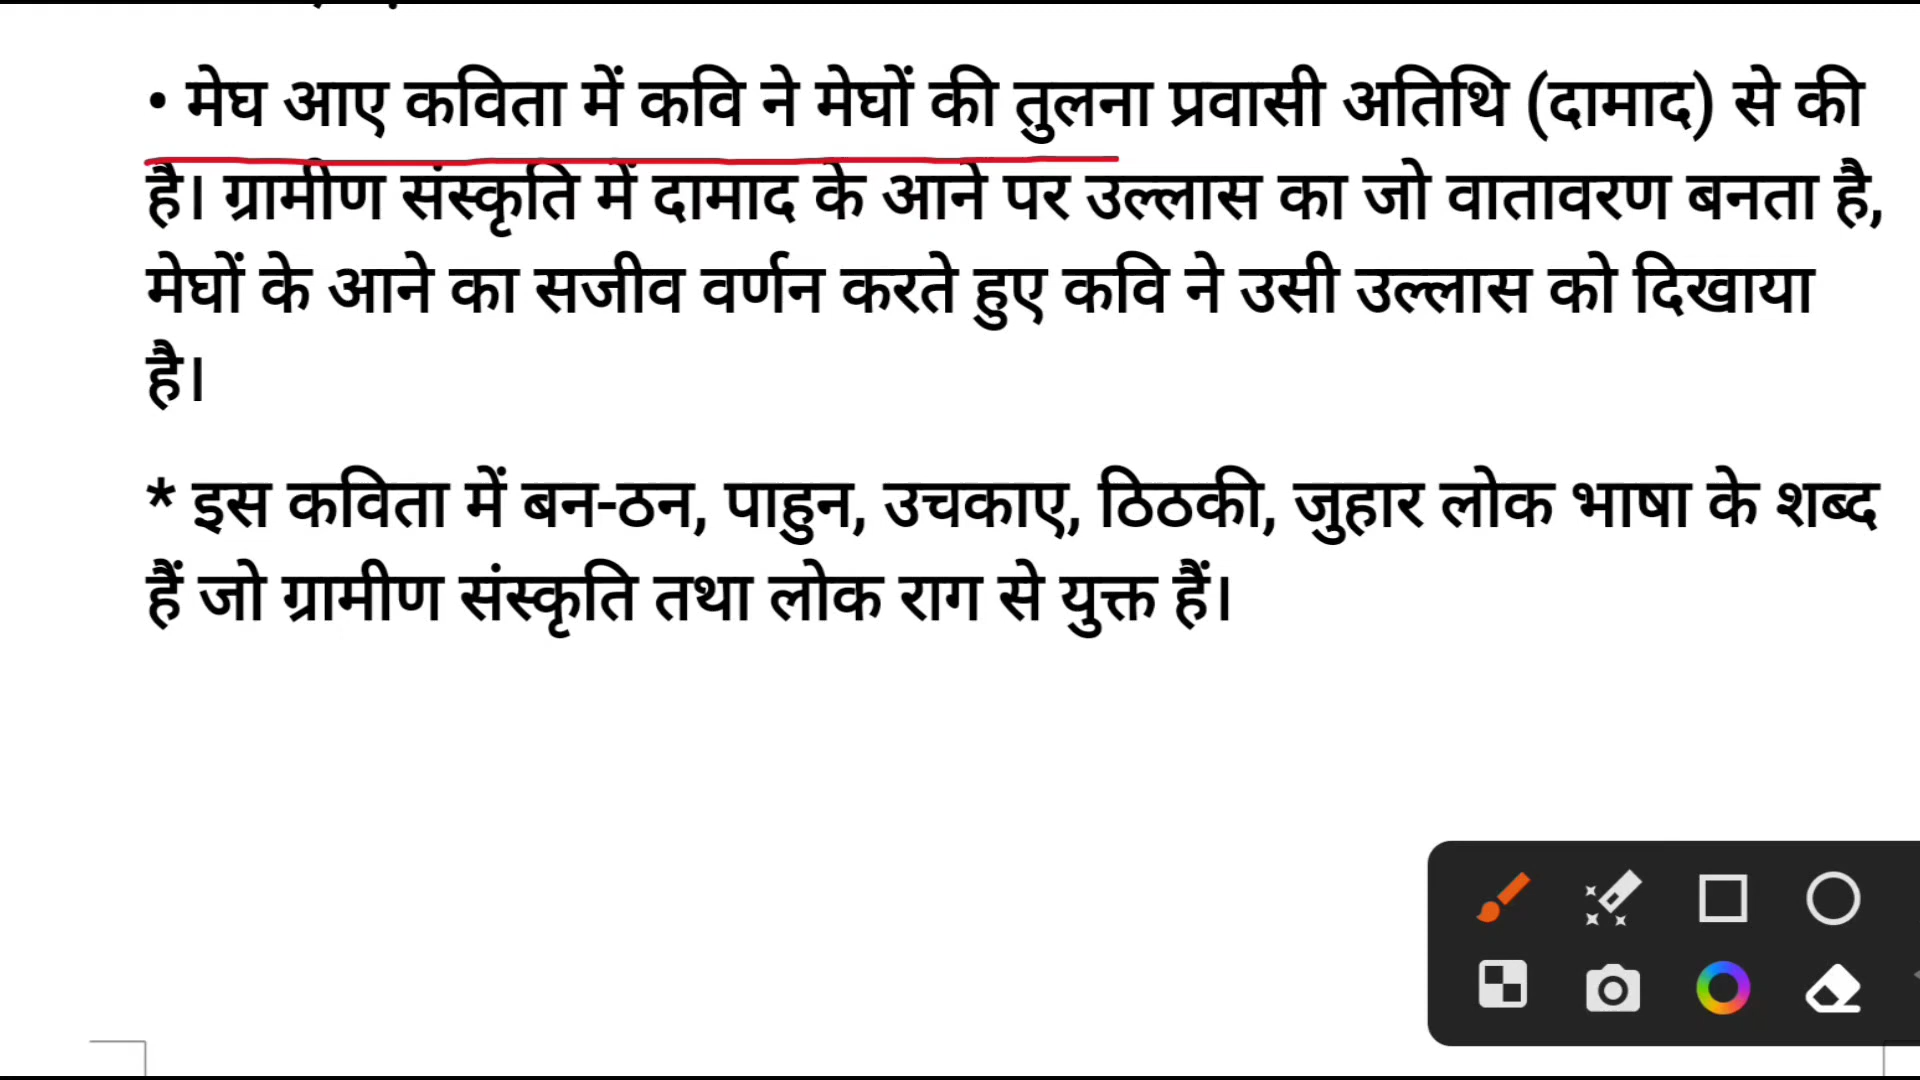 • मेघ आए कविता में कवि ने मेघों की तुलना प्रवासी अतिथि (दामाद) से की
है। ग्रामीण संस्कृति में दामाद के आने पर उल्लास का जो वातावरण बनता है,
मेघों के आने का सजीव वर्णन करते हुए कवि ने उसी उल्लास को दिखाया
है।
* इस कविता में बन-ठन, पाहुन, उचकाए, ठिठकी, जुहार लोक भाषा के शब्द
हैं जो ग्रामीण संस्कृति तथा लोक राग से युक्त हैं।